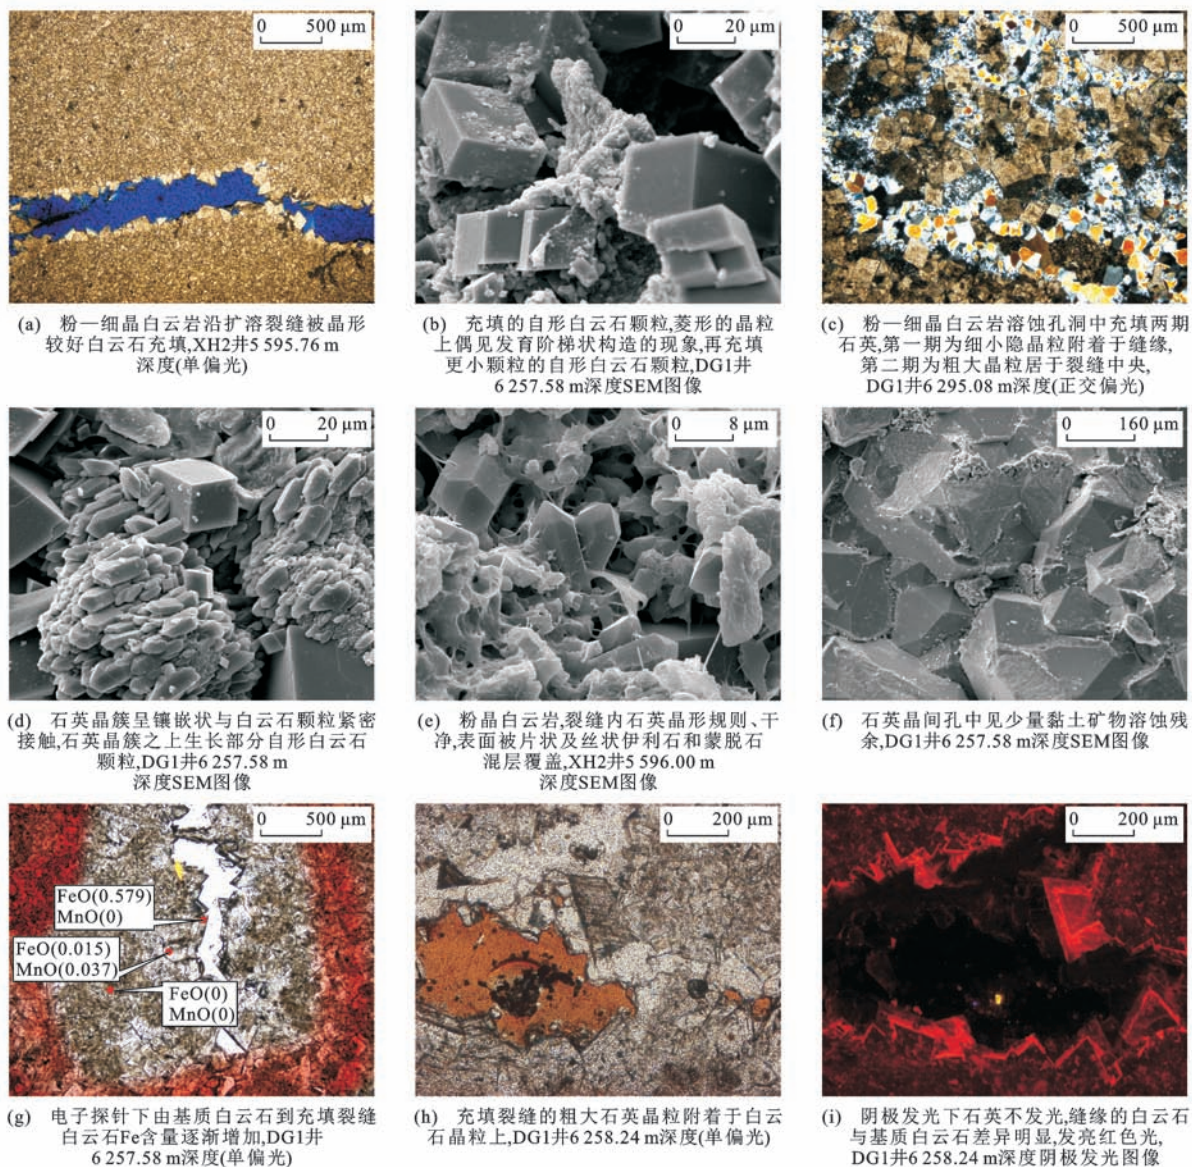 0 500 μm
0 20 μm
0 500 μm
(a) 粉—细晶白云岩沿扩溶裂缝被晶形
较好白云石充填,XH2井5 595.76 m
深度(单偏光)
(b) 充填的自形白云石颗粒,菱形的晶粒
上偶见发育阶梯状构造的现象,再充填
更小颗粒的自形白云石颗粒,DG1井
6 257.58 m深度SEM图像
(c) 粉—细晶白云岩溶蚀孔洞中充填两期
石英,第一期为细小隐晶粒附着于缝缘,
第二期为粗大晶粒居于裂缝中央,
DG1井6 295.08 m深度(正交偏光)
0 20 μm
0 8 μm
0 160 μm
(d) 石英晶簇呈镶嵌状与白云石颗粒紧密
接触,石英晶簇之上生长部分自形白云石
颗粒,DG1井6 257.58 m
深度SEM图像
(e) 粉晶白云岩,裂缝内石英晶形规则、干
净,表面被片状及丝状伊利石和蒙脱石
混层覆盖,XH2井5 596.00 m
深度SEM图像
(f) 石英晶间孔中见少量黏土矿物溶蚀残
余,DG1井6 257.58 m深度SEM图像
0 500 μm
FeO(0.579)
MnO(0)
FeO(0.015)
MnO(0.037)
FeO(0)
MnO(0)
0 200 μm
0 200 μm
(g) 电子探针下由基质白云石到充填裂缝
白云石Fe含量逐渐增加,DG1井
6 257.58 m深度(单偏光)
(h) 充填裂缝的粗大石英晶粒附着于白云
石晶粒上,DG1井6 258.24 m深度(单偏光)
(i) 阴极发光下石英不发光,缝缘的白云石
与基质白云石差异明显,发亮红色光,
DG1井6 258.24 m深度阴极发光图像